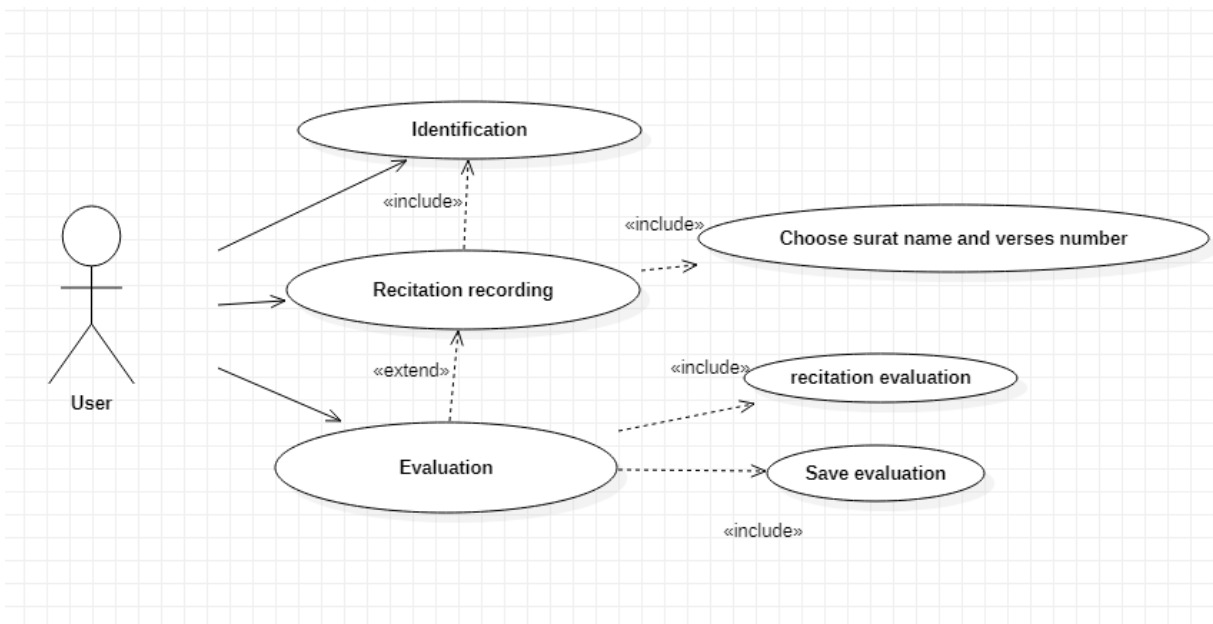 Identification
«include»
«include»
Choose surat name and verses number
Recitation recording
«extend»
«include»
recitation evaluation
User
Evaluation
Save evaluation
«include»